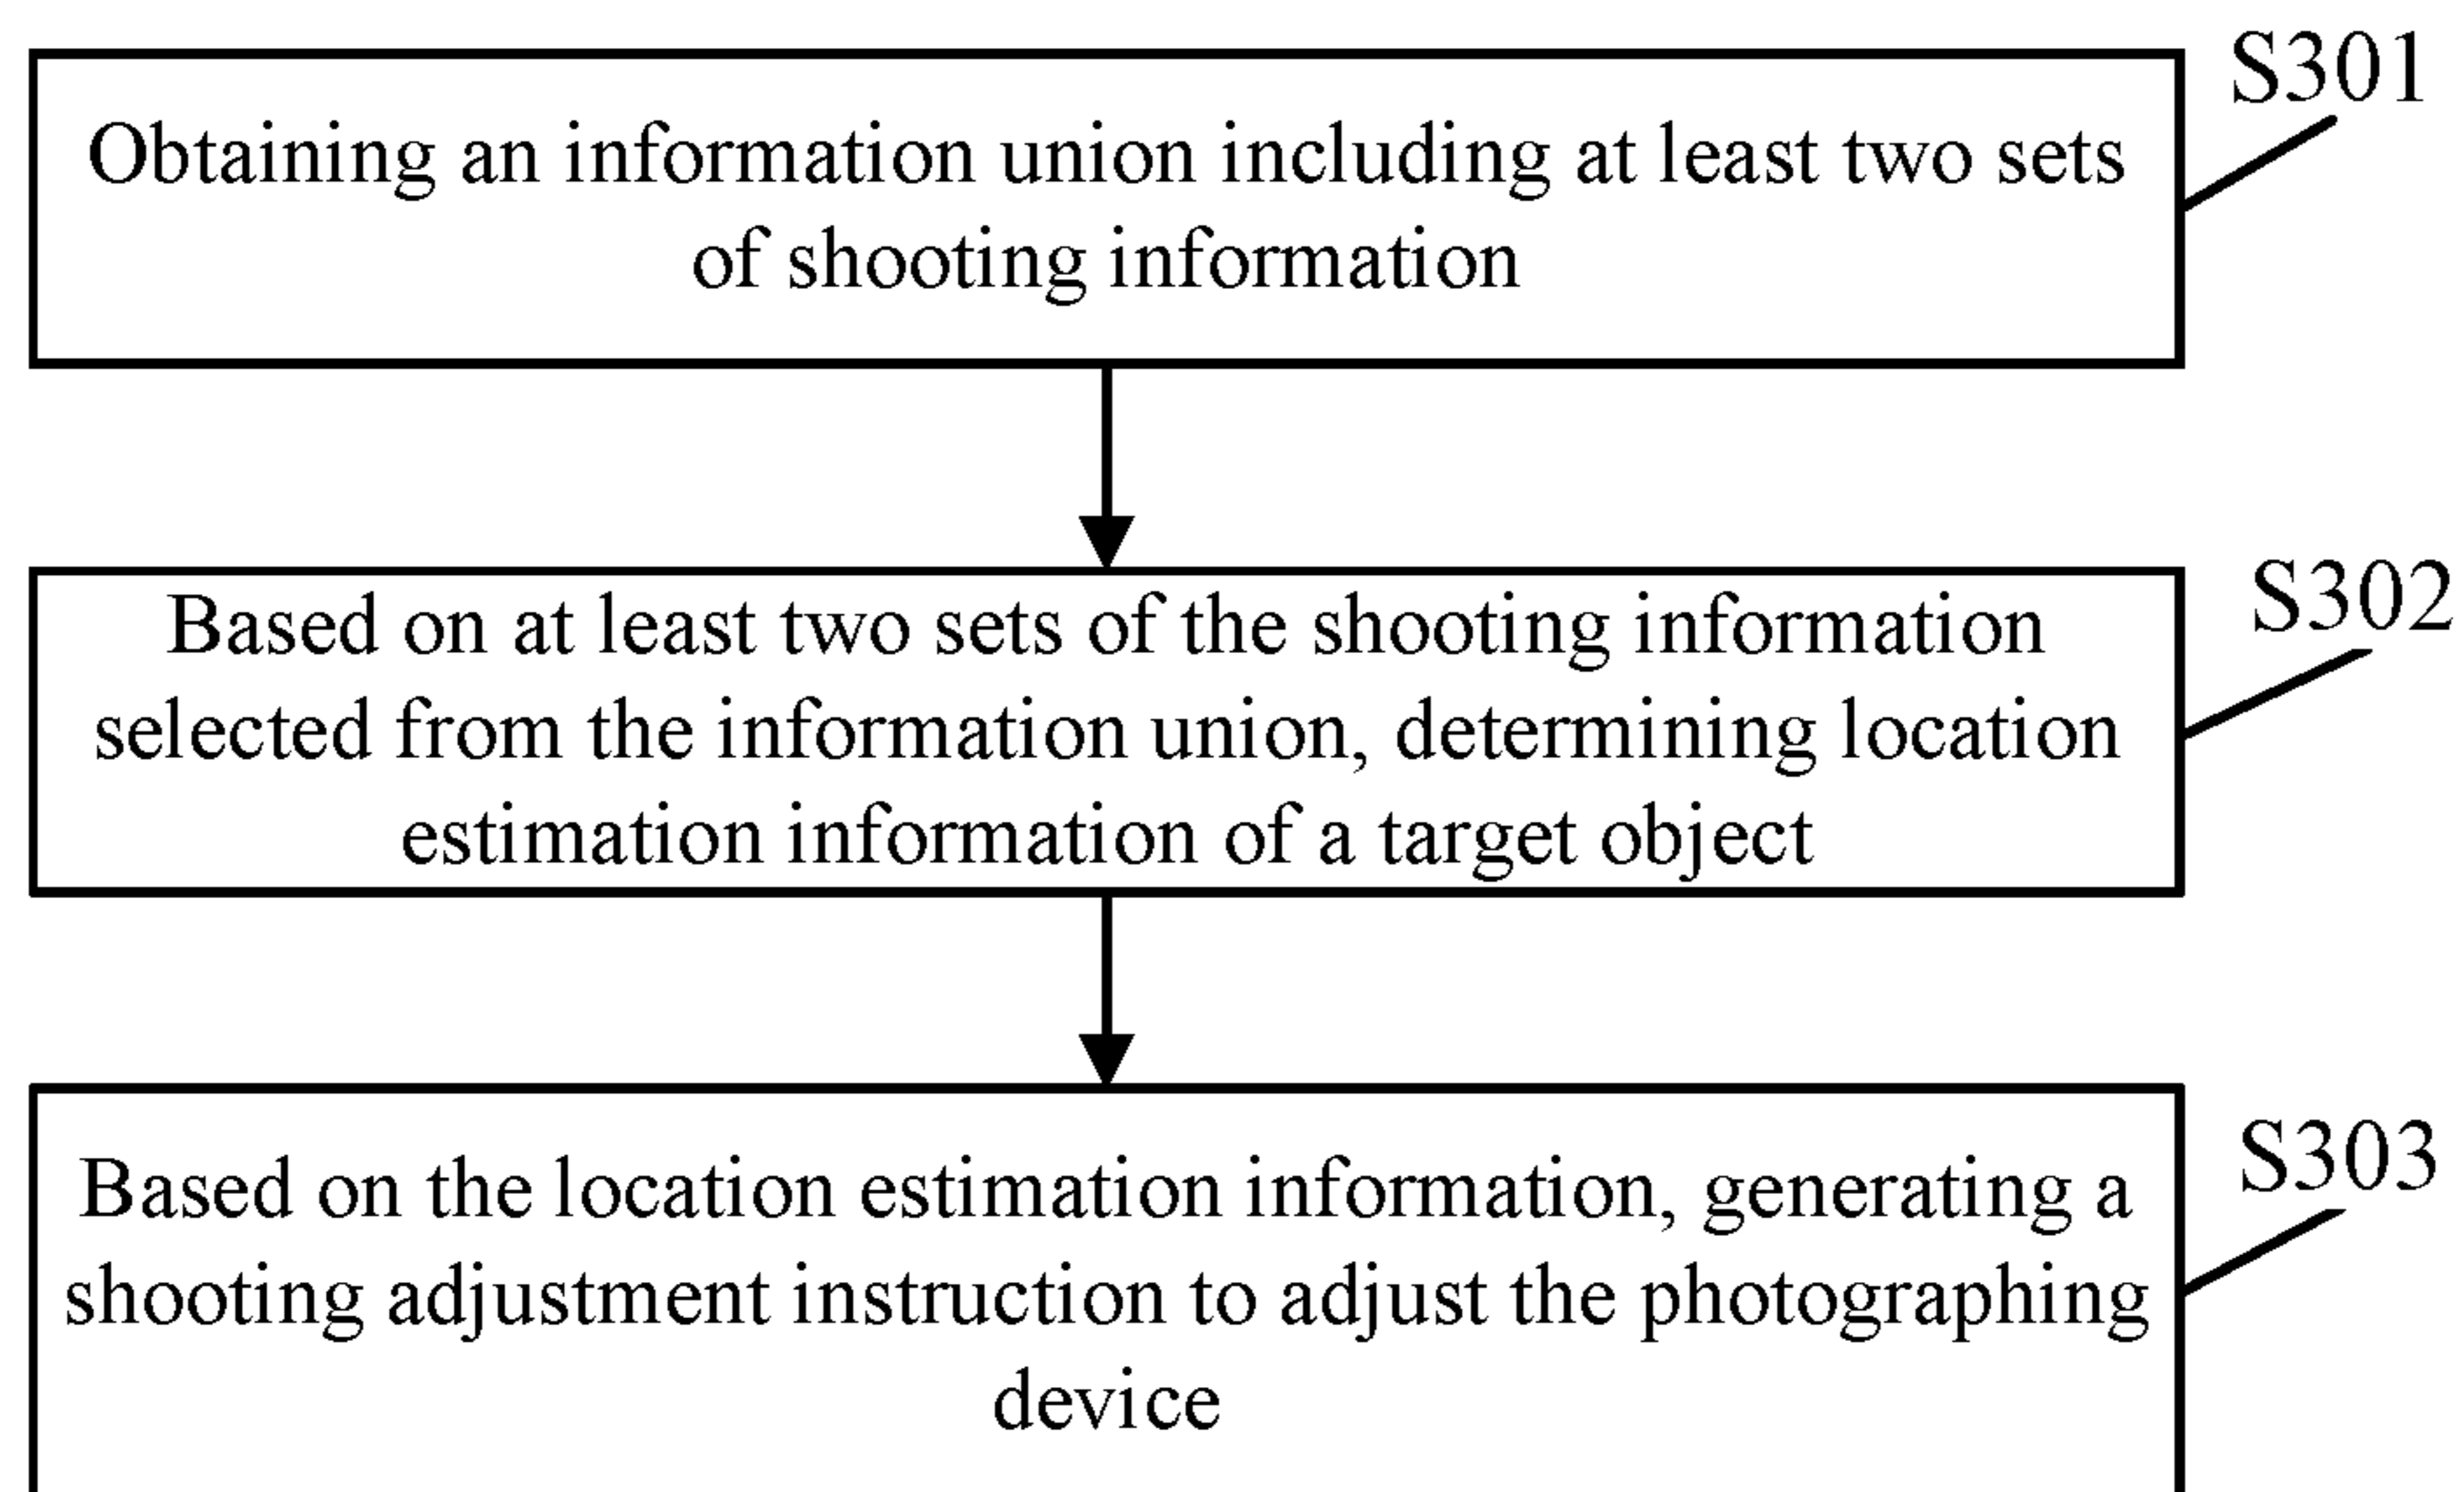 S301
Obtaining an information union including at least two sets
of shooting information
S302
Based on at least two sets of the shooting information
selected from the information union, determining location
estimation information of a target object
S303
Based on the location estimation information, generating a
shooting adjustment instruction to adjust the photographing
device